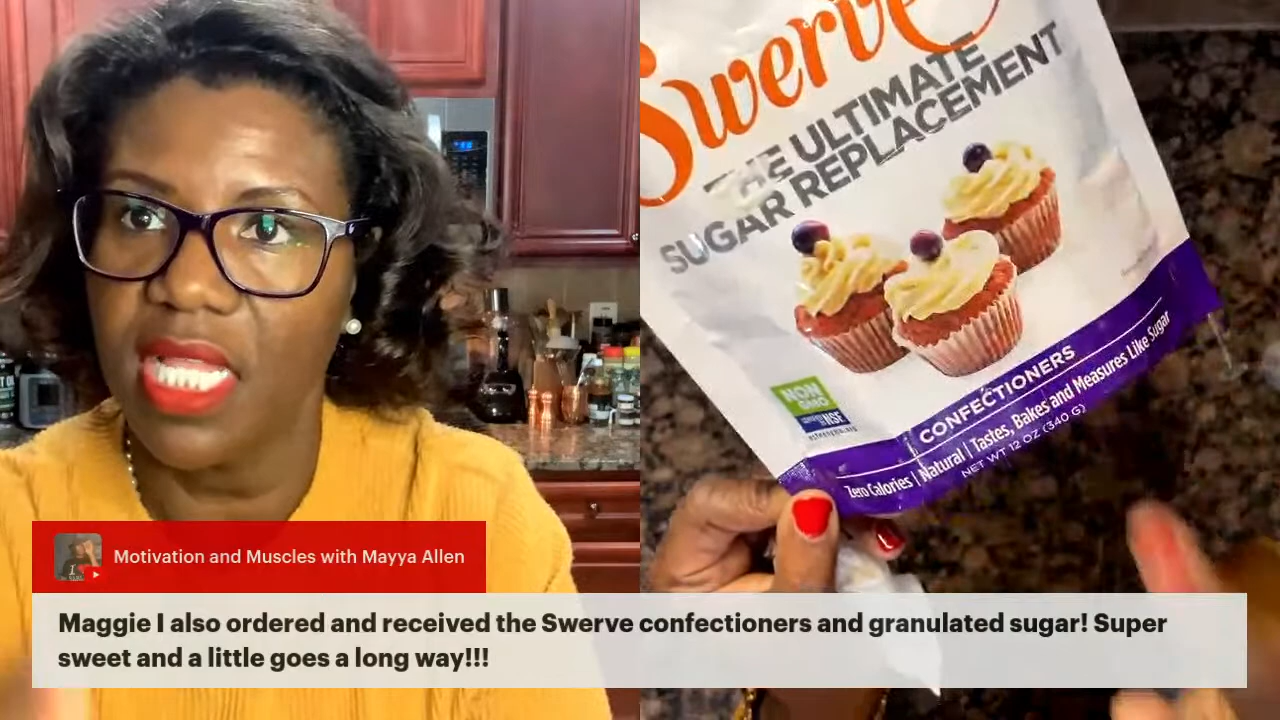 Swerve
THE ULTIMATE
SUGAR REPLACEMENT
NON
GMO
NSF
CONFECTIONERS
Zero Calories | Natural | Tastes, Bakes and Measures Like Sugar
NET WT 12 OZ (340 G)
Motivation and Muscles with Mayya Allen
Maggie I also ordered and received the Swerve confectioners and granulated sugar! Super
sweet and a little goes a long way!!!